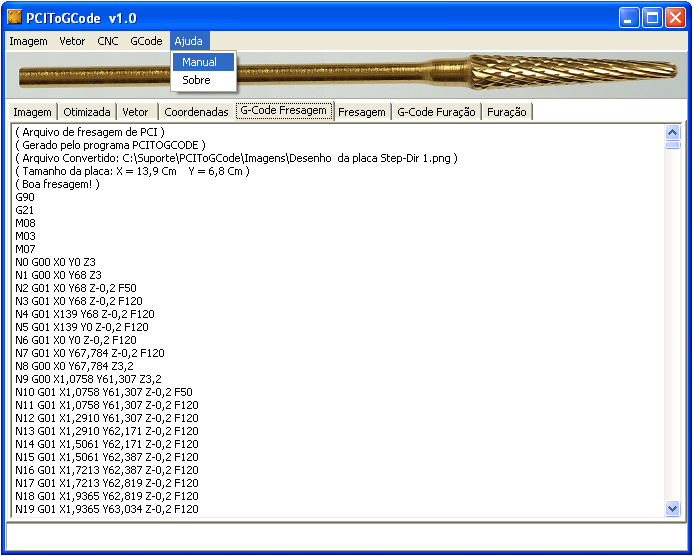 PCIToGCode v1.0
Imagem Vetor CNC GCode Ajuda
Manual
Sobre
Imagem Otimizada Vetor Coordenadas G-Code Fresagem Fresagem G-Code Furação Furação
( Arquivo de fresagem de PCI )
( Gerado pelo programa PCITOGCODE )
( Arquivo Convertido: C:\Suporte\PCIToGCode\Imagens\Desenho  da placa Step-Dir 1.png )
( Tamanho da placa: X = 13,9 Cm    Y = 6,8 Cm )
( Boa fresagem! )
G90
G21
M08
M03
M07
N0 G00 X0 Y0 Z3
N1 G00 X0 Y68 Z3
N2 G01 X0 Y68 Z-0,2 F50
N3 G01 X0 Y68 Z-0,2 F120
N4 G01 X139 Y68 Z-0,2 F120
N5 G01 X139 Y0 Z-0,2 F120
N6 G01 X0 Y0 Z-0,2 F120
N7 G01 X0 Y67,784 Z-0,2 F120
N8 G00 X0 Y67,784 Z3,2
N9 G00 X1,0758 Y61,307 Z3,2
N10 G01 X1,0758 Y61,307 Z-0,2 F50
N11 G01 X1,0758 Y61,307 Z-0,2 F120
N12 G01 X1,2910 Y61,307 Z-0,2 F120
N13 G01 X1,2910 Y62,171 Z-0,2 F120
N14 G01 X1,5061 Y62,171 Z-0,2 F120
N15 G01 X1,5061 Y62,387 Z-0,2 F120
N16 G01 X1,7213 Y62,387 Z-0,2 F120
N17 G01 X1,7213 Y62,819 Z-0,2 F120
N18 G01 X1,9365 Y62,819 Z-0,2 F120
N19 G01 X1,9365 Y63,034 Z-0,2 F120